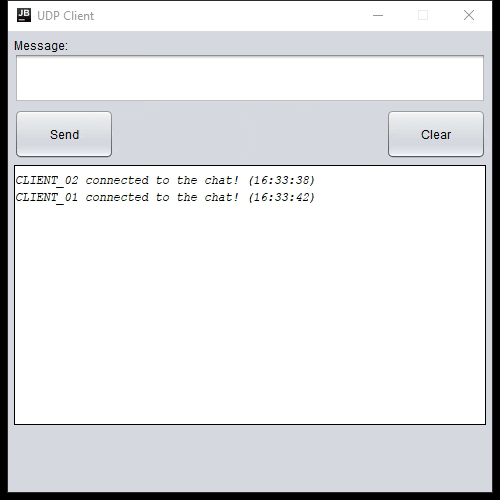 JB UDP Client
Message:
Send Clear
CLIENT_02 connected to the chat! (16:33:38)
CLIENT_01 connected to the chat! (16:33:42)